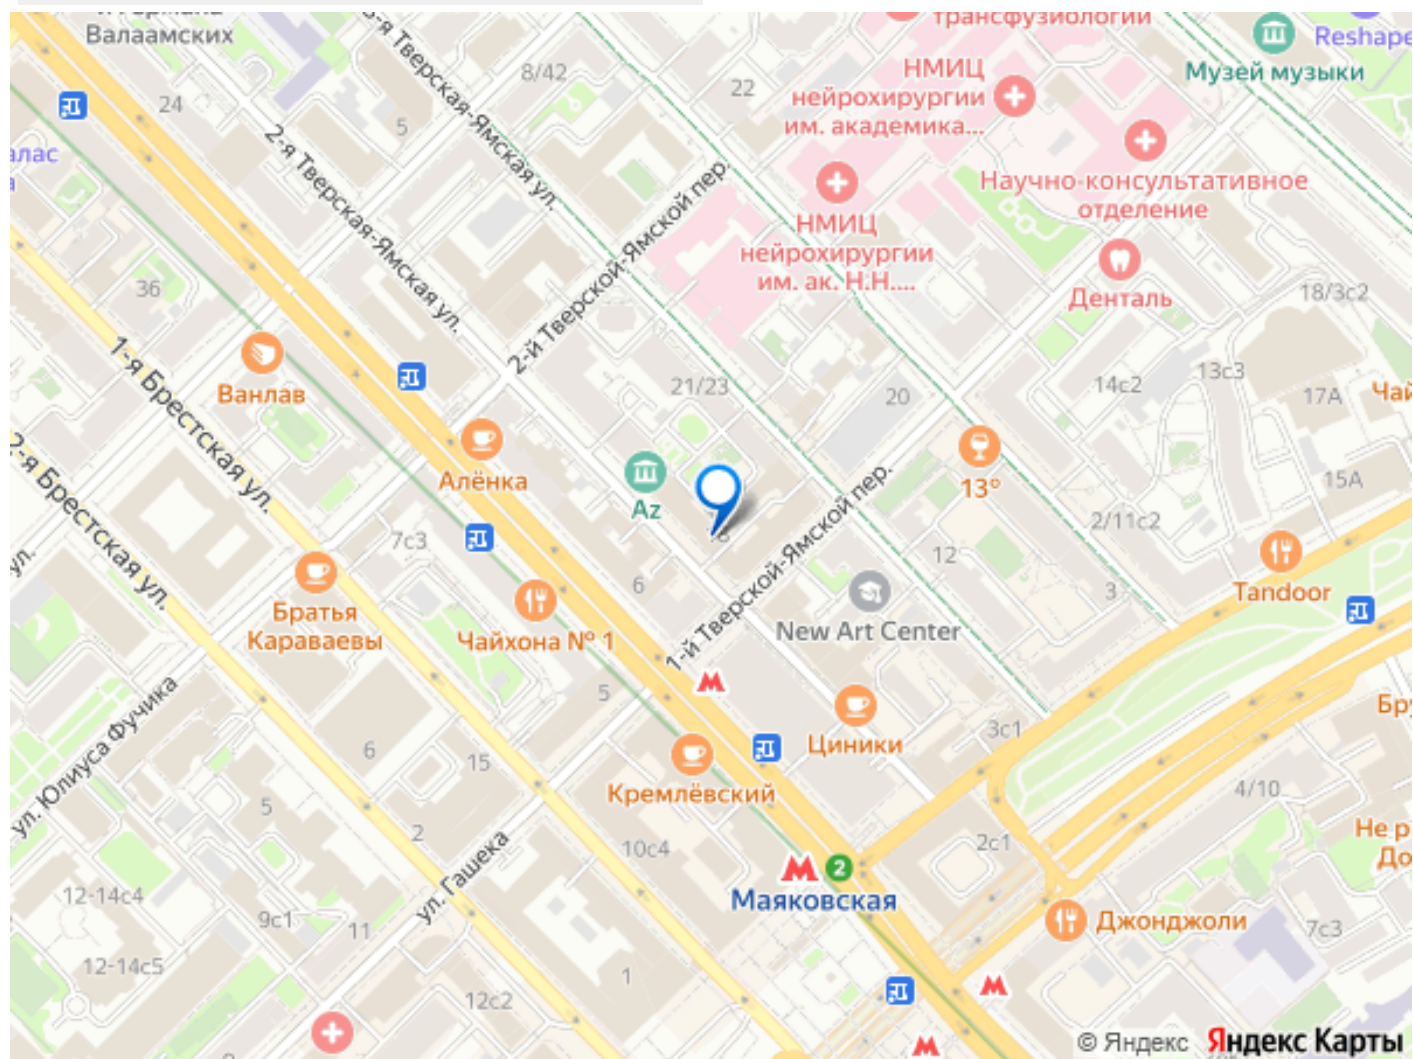 Валаамских
трансфузиологии
Reshape
Музей музыки
8/42
24
5
22
НМИЦ
нейрохирургии
им. академика...
3-я Тверская-Ямская ул.
2-я Тверская-Ямская ул.
2-й Тверской-Ямской пер.
НМИЦ
нейрохирургии
им. ак. Н.Н....
Научно-консультативное
отделение
Денталь
18/3с2
36
Ванлав
1-я Брестская ул.
2-я Брестская ул.
21/23
20
14с2
13с3
17А
Чай
15А
Алёнка
Az
13°
2/11с2
7с3
6
12
3
1-й Тверской-Ямской пер.
Tandoor
ул.
Братья
Караваевы
Чайхона № 1
New Art Center
ул. Юлиуса Фучика
5
6
15
5
2
Кремлёвский
Циники
3с1
4/10
Бру
2с1
10с4
ул. Гашека
2
Маяковская
Не р
До
12-14с4
9с1
11
Джонджоли
7с3
12-14с5
1
12с2
© Яндекс Яндекс Карты